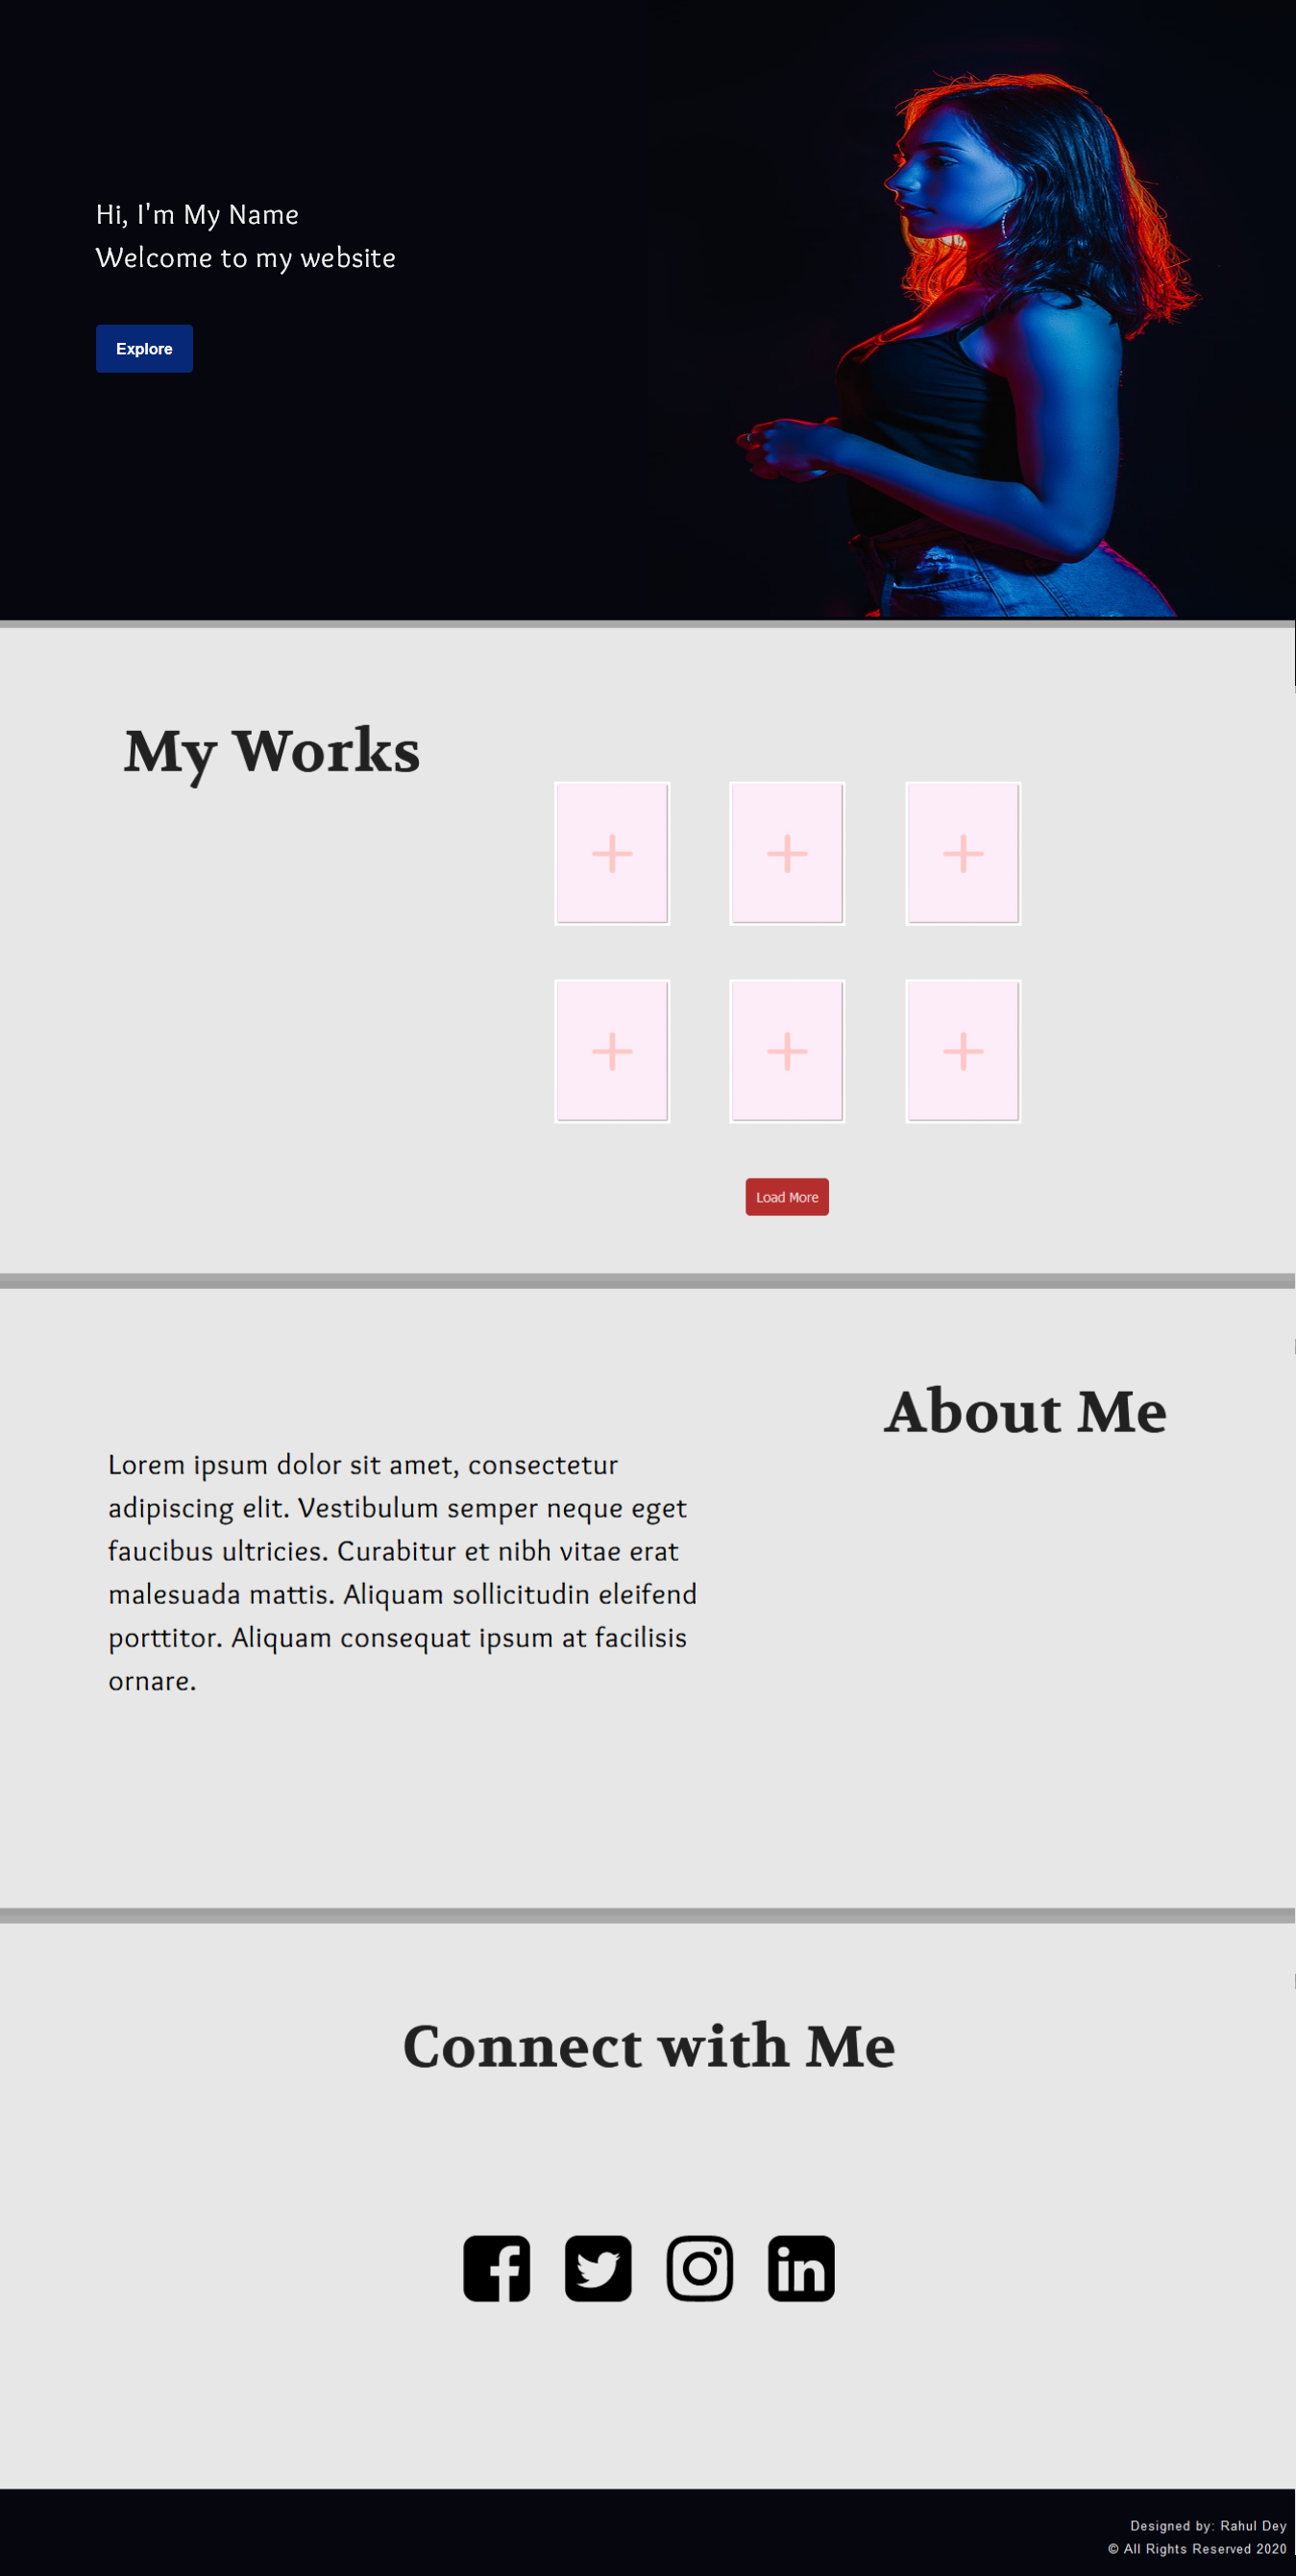 Hi, I'm My Name
Welcome to my website
Explore
My Works
Load More
About Me
Lorem ipsum dolor sit amet, consectetur
adipiscing elit. Vestibulum semper neque eget
faucibus ultricies. Curabitur et nibh vitae erat
malesuada mattis. Aliquam sollicitudin eleifend
porttitor. Aliquam consequat ipsum at facilisis
ornare.
Connect with Me
Designed by: Rahul Dey
© All Rights Reserved 2020